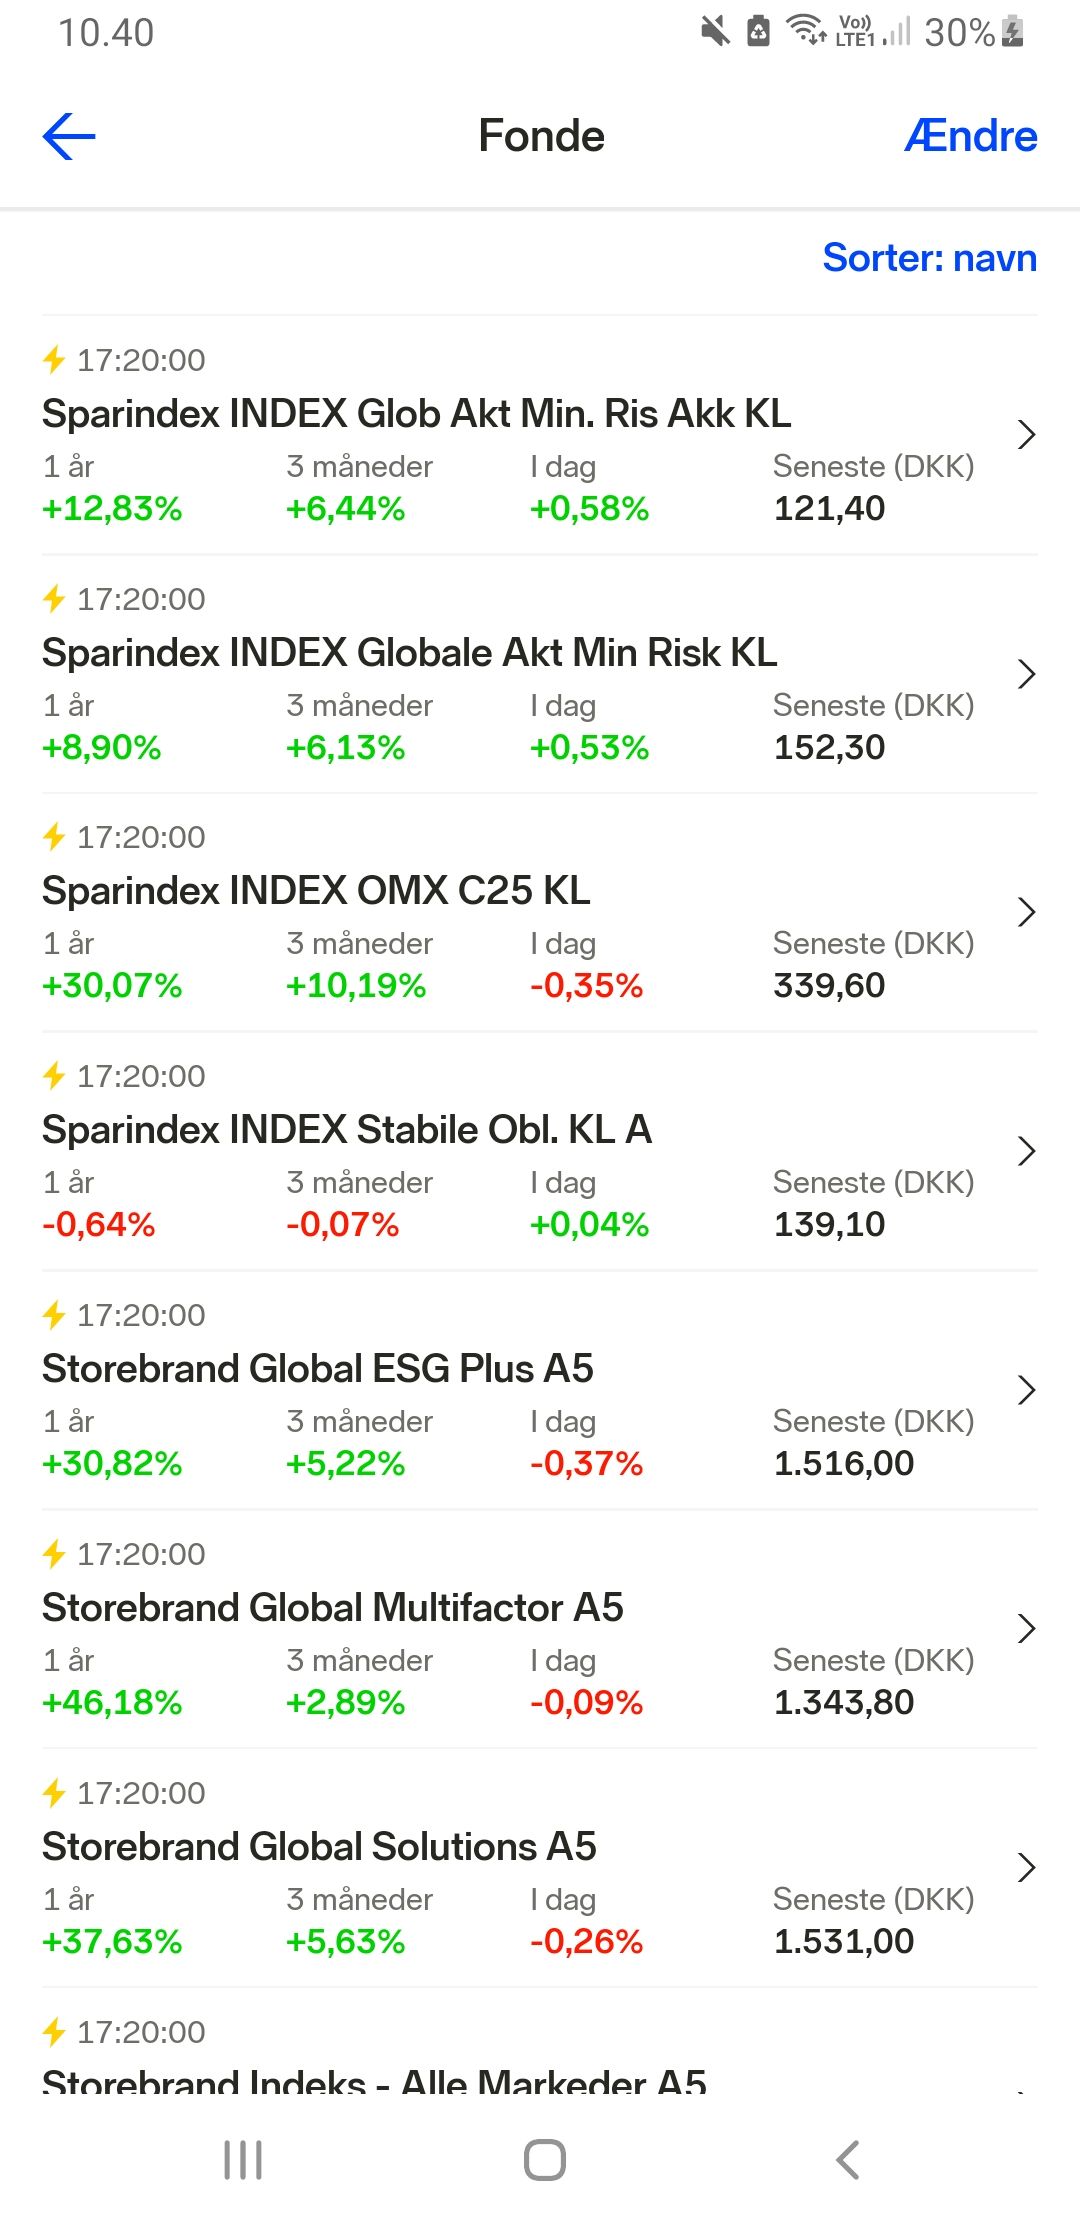 10.40 Vo)) LTE1 30%
Fonde Ændre
Sorter: navn
17:20:00
Sparindex INDEX Glob Akt Min. Ris Akk KL
1 år 3 måneder I dag Seneste (DKK)
+12,83% +6,44% +0,58% 121,40
17:20:00
Sparindex INDEX Globale Akt Min Risk KL
1 år 3 måneder I dag Seneste (DKK)
+8,90% +6,13% +0,53% 152,30
17:20:00
Sparindex INDEX OMX C25 KL
1 år 3 måneder I dag Seneste (DKK)
+30,07% +10,19% -0,35% 339,60
17:20:00
Sparindex INDEX Stabile Obl. KL A
1 år 3 måneder I dag Seneste (DKK)
-0,64% -0,07% +0,04% 139,10
17:20:00
Storebrand Global ESG Plus A5
1 år 3 måneder I dag Seneste (DKK)
+30,82% +5,22% -0,37% 1.516,00
17:20:00
Storebrand Global Multifactor A5
1 år 3 måneder I dag Seneste (DKK)
+46,18% +2,89% -0,09% 1.343,80
17:20:00
Storebrand Global Solutions A5
1 år 3 måneder I dag Seneste (DKK)
+37,63% +5,63% -0,26% 1.531,00
17:20:00
Storebrand Indeks - Alle Markeder A5